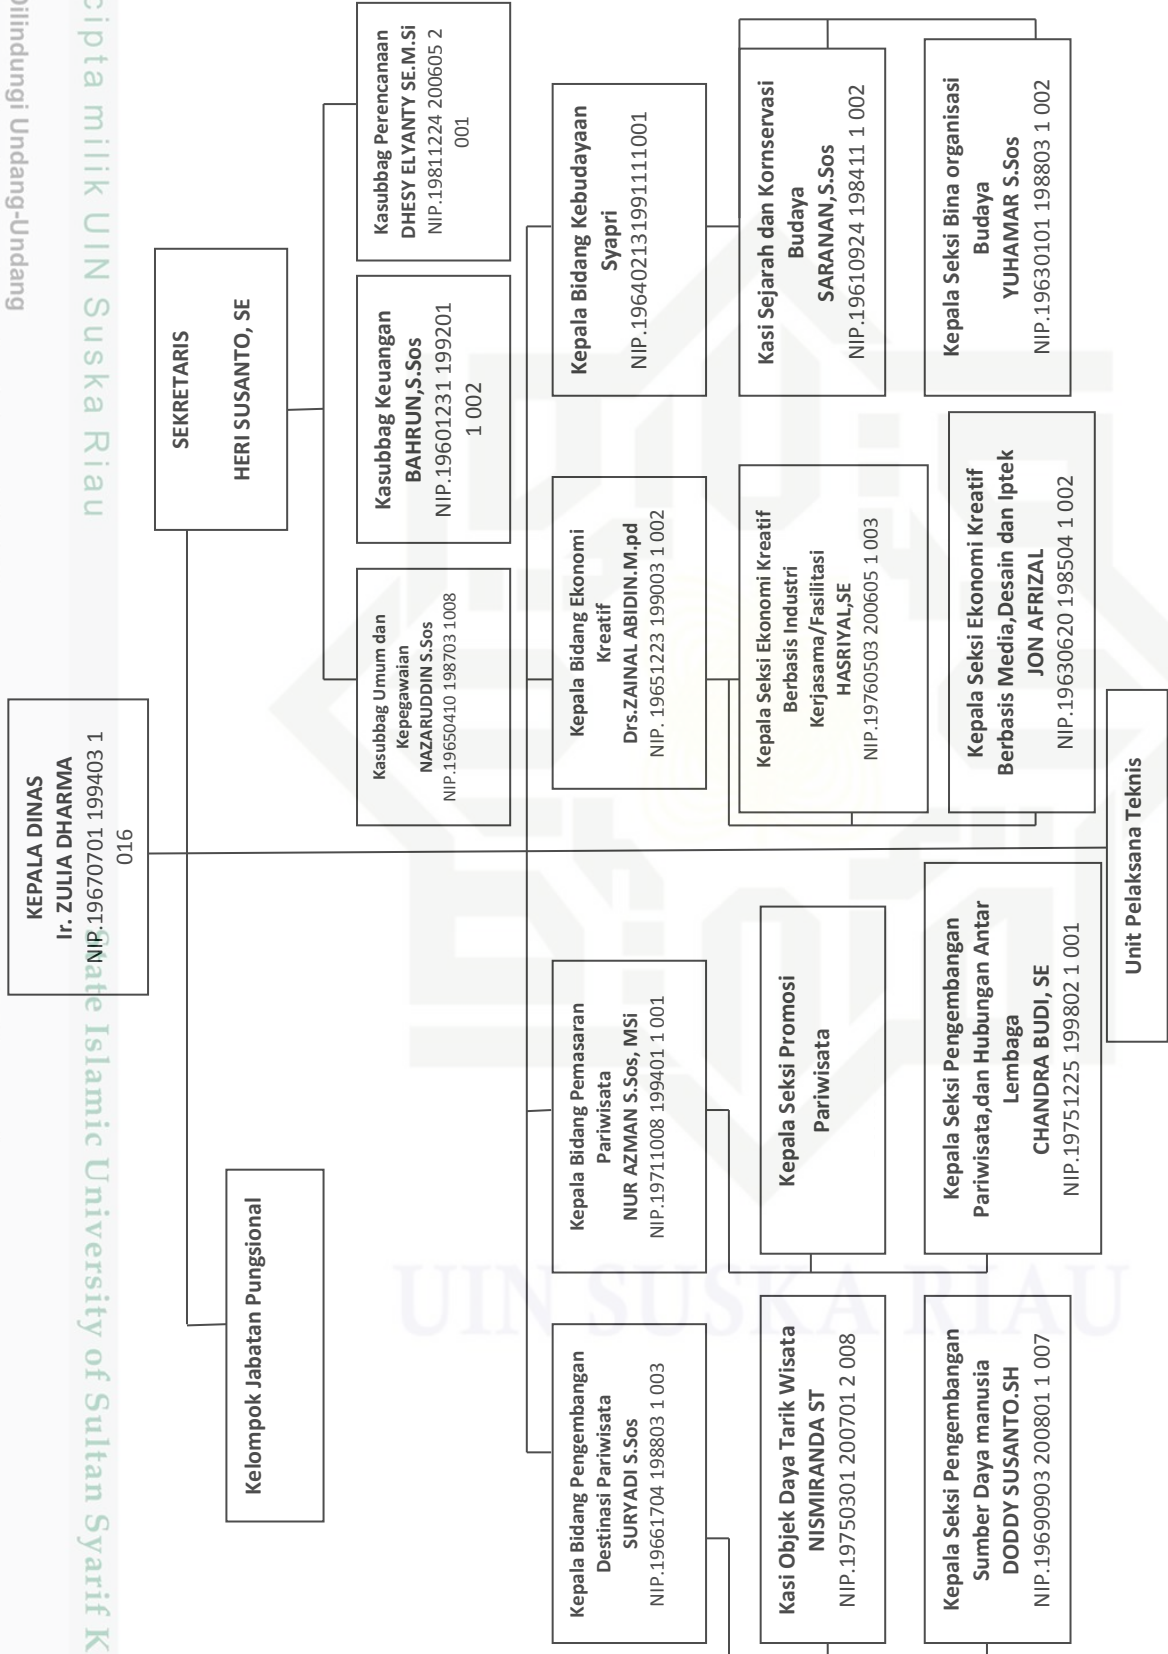 KEPALA DINAS
Ir. ZULIA DHARMA
NIP.19670701 199403 1
016
SEKRETARIS
HERI SUSANTO, SE
Kelompok Jabatan Pungsional
Kasubbag Umum dan
Kepegawaian
NAZARUDDIN S.Sos
NIP.19650410 198703 1008
Kasubbag Keuangan
BAHRUN,S.Sos
NIP.19601231 199201
1 002
Kasubbag Perencanaan
DHESY ELYANTY SE.M.Si
NIP.19811224 200605 2
001
Kepala Bidang Pengembangan
Destinasi Pariwisata
SURYADI S.Sos
NIP.19661704 198803 1 003
Kepala Bidang Pemasaran
Pariwisata
NUR AZMAN S.Sos, MSi
NIP.19711008 199401 1 001
Kepala Bidang Ekonomi
Kreatif
Drs.ZAINAL ABIDIN.M.pd
NIP. 19651223 199003 1 002
Kepala Bidang Kebudayaan
Syapri
NIP.196402131991111001
Kasi Objek Daya Tarik Wisata
NISMIRANDA ST
NIP.19750301 200701 2 008
Kepala Seksi Promosi
Pariwisata
Kepala Seksi Ekonomi Kreatif
Berbasis Industri
Kerjasama/Fasilitasi
HASRIYAL,SE
NIP.19760503 200605 1 003
Kasi Sejarah dan Kornservasi
Budaya
SARANAN,S.Sos
NIP.19610924 198411 1 002
Kepala Seksi Pengembangan
Sumber Daya manusia
DODDY SUSANTO.SH
NIP.19690903 200801 1 007
Kepala Seksi Pengembangan
Pariwisata,dan Hubungan Antar
Lembaga
CHANDRA BUDI, SE
NIP.19751225 199802 1 001
Kepala Seksi Ekonomi Kreatif
Berbasis Media,Desain dan Iptek
JON AFRIZAL
NIP.19630620 198504 1 002
Kepala Seksi Bina organisasi
Budaya
YUHAMAR S.Sos
NIP.19630101 198803 1 002
Unit Pelaksana Teknis
UIN SUSKA RIAU
cipta milik UIN Suska Riau
State Islamic University of Sultan Syarif K
Dilindungi Undang-Undang